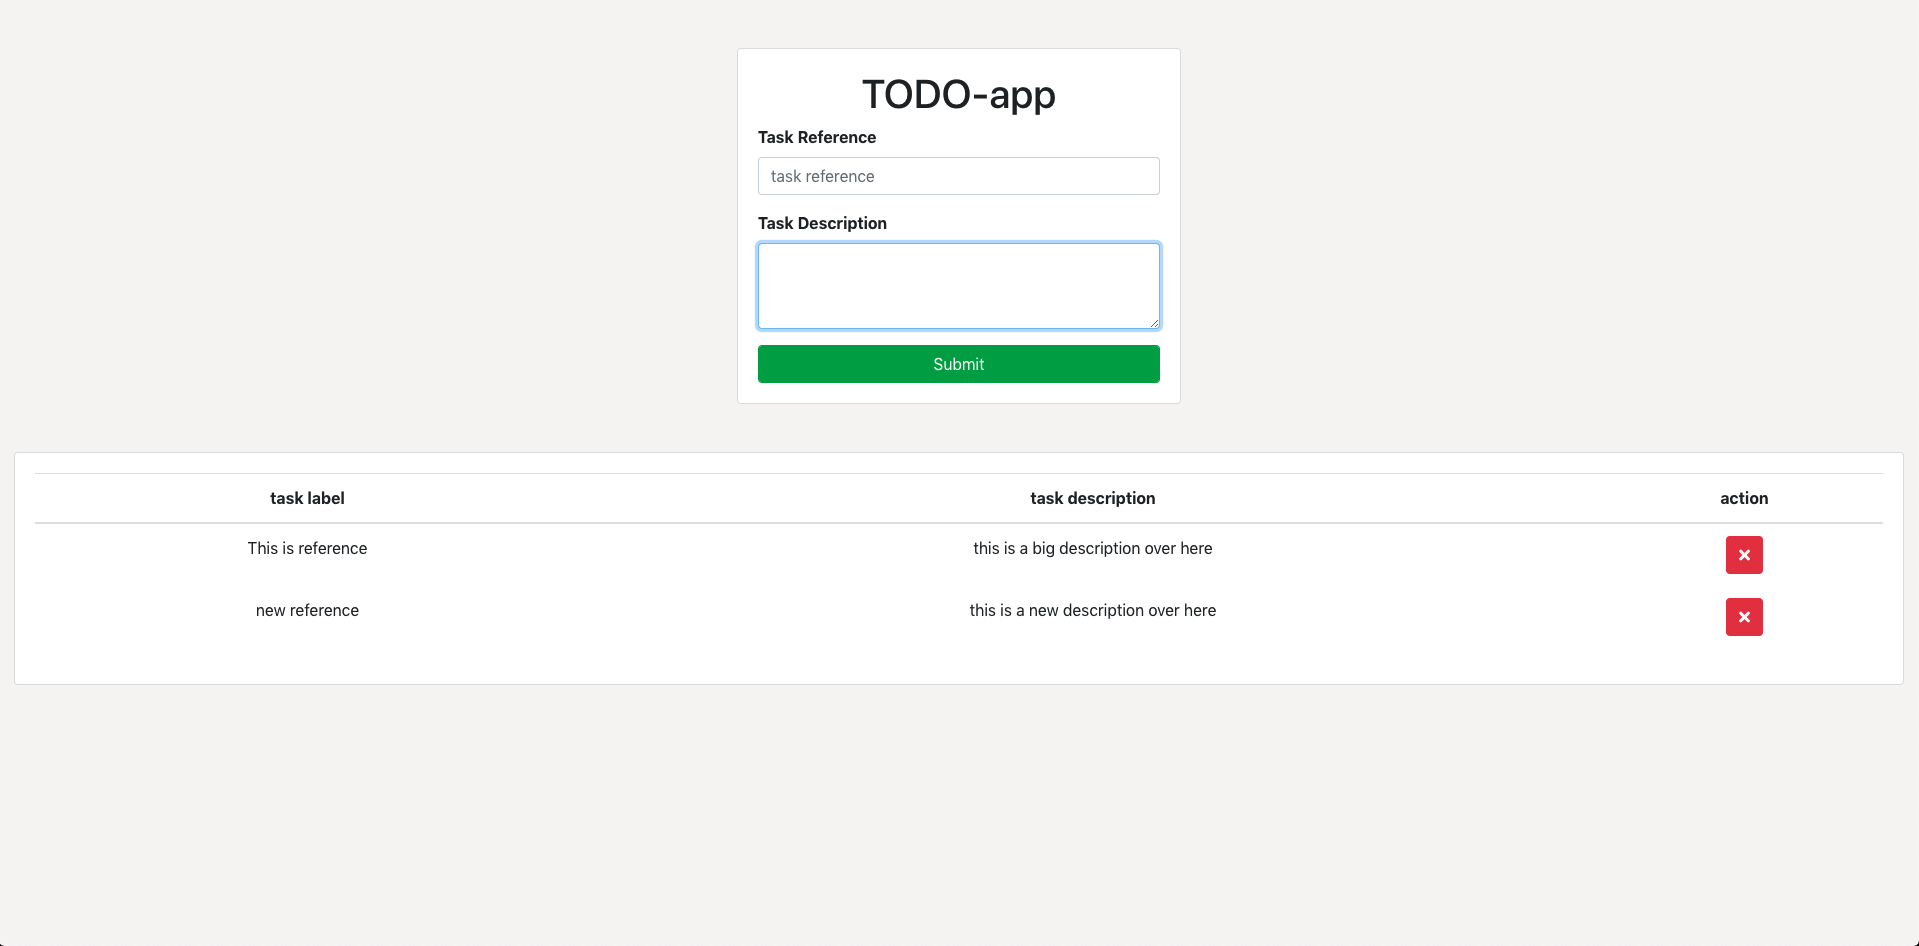 TODO-app
Task Reference
task reference
Task Description
Submit
task label task description action
This is reference this is a big description over here
new reference this is a new description over here